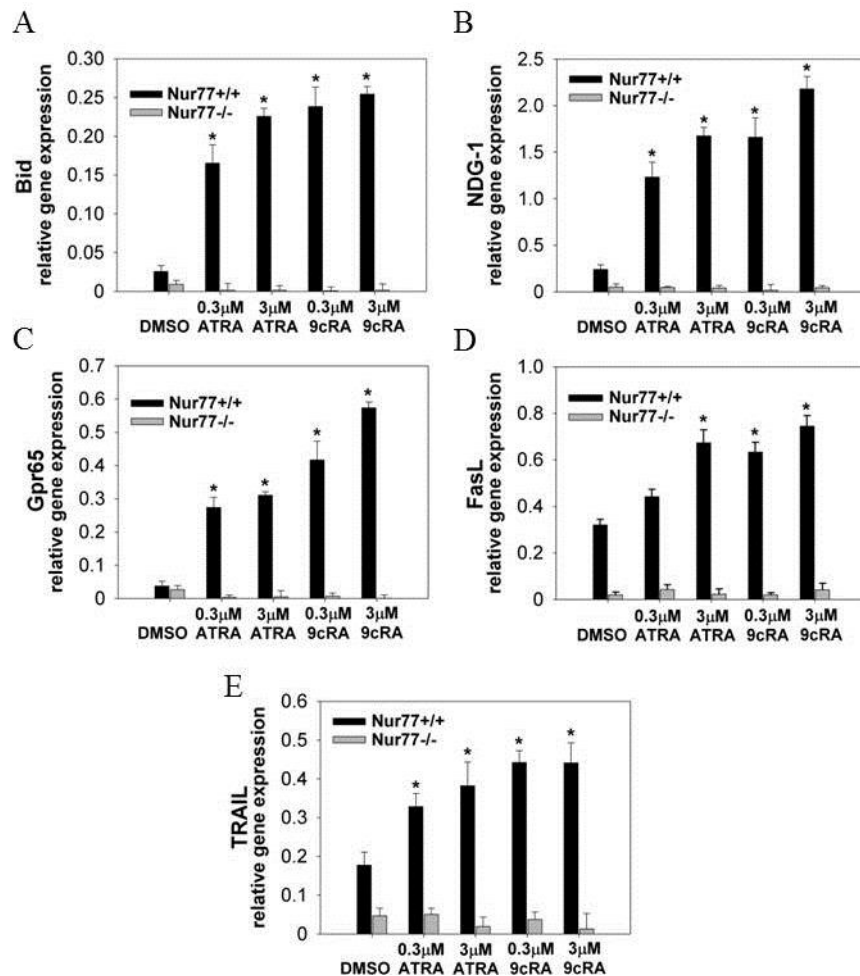 A
Bid
relative gene expression
0.30
0.25
0.20
0.15
0.10
0.05
0
Nur77+/+
Nur77-/-
*
*
*
*
DMSO
0.3μM
ATRA
3μM
ATRA
0.3μM
9cRA
3μM
9cRA
B
NDG-1
relative gene expression
2.5
2.0
1.5
1.0
0.5
0
Nur77+/+
Nur77-/-
*
*
*
*
DMSO
0.3μM
ATRA
3μM
ATRA
0.3μM
9cRA
3μM
9cRA
C
Gpr65
relative gene expression
0.7
0.6
0.5
0.4
0.3
0.2
0.1
0
Nur77+/+
Nur77-/-
*
*
*
*
DMSO
0.3μM
ATRA
3μM
ATRA
0.3μM
9cRA
3μM
9cRA
D
FasL
relative gene expression
1.0
0.8
0.6
0.4
0.2
0
Nur77+/+
Nur77-/-
*
*
*
DMSO
0.3μM
ATRA
3μM
ATRA
0.3μM
9cRA
3μM
9cRA
E
TRAIL
relative gene expression
0.6
0.5
0.4
0.3
0.2
0.1
0
Nur77+/+
Nur77-/-
*
*
*
*
DMSO
0.3μM
ATRA
3μM
ATRA
0.3μM
9cRA
3μM
9cRA